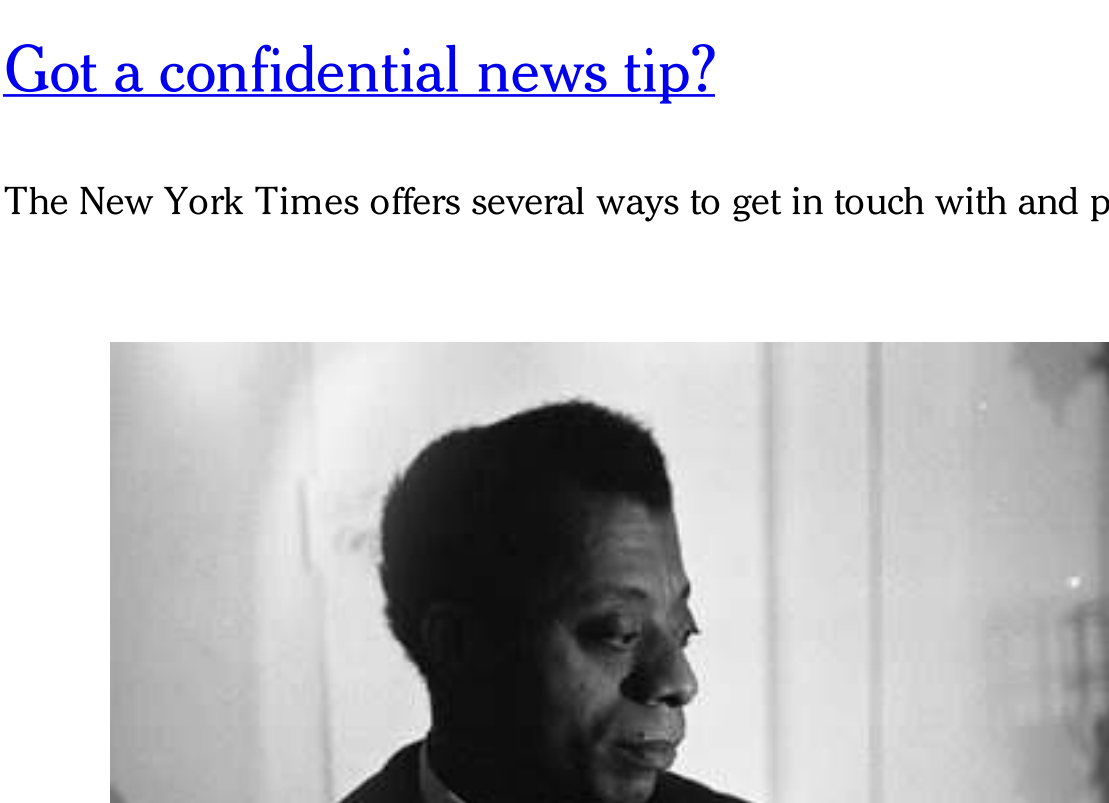 Got a confidential news tip?
The New York Times offers several ways to get in touch with and p